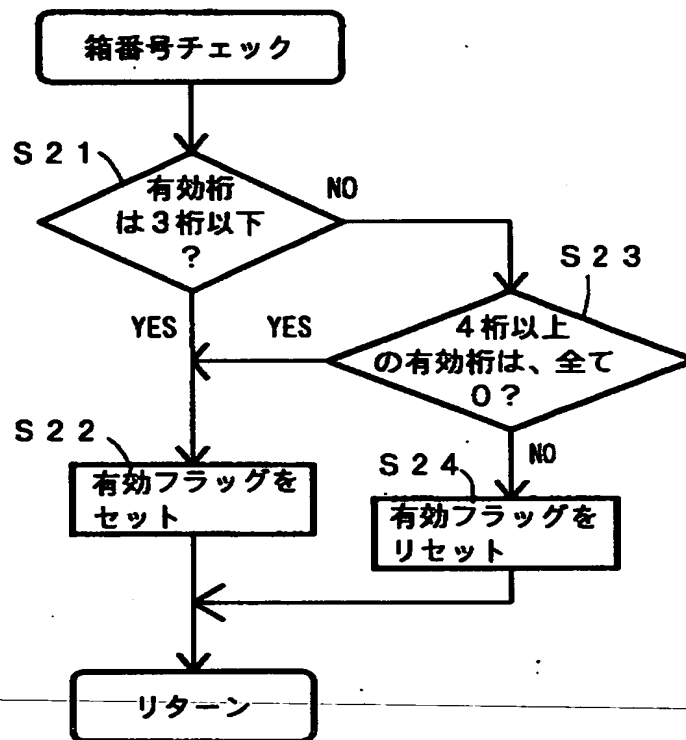 箱番号チェック
S21
有効桁
は3桁以下
?
NO
S23
YES
YES
4桁以上
の有効桁は、全て
0?
S22
NO
S24
有効フラッグを
セット
有効フラッグを
リセット
リターン